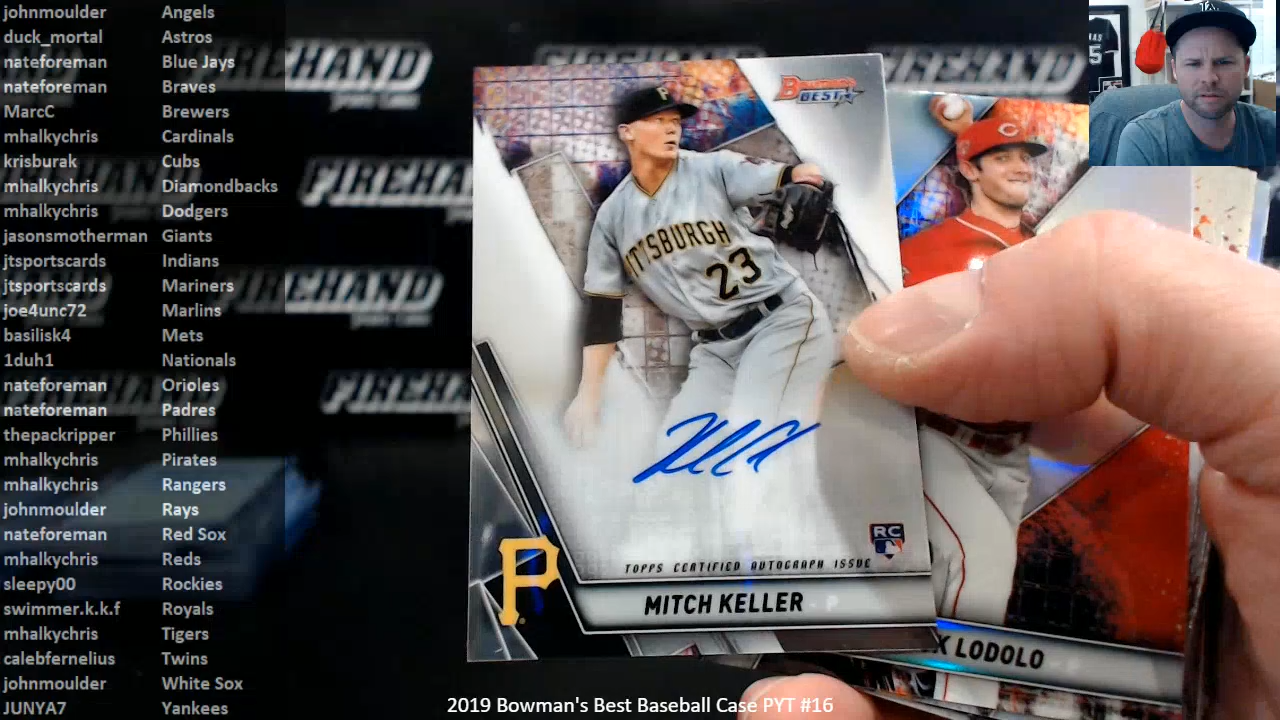 johnmoulder Angels
duck_mortal Astros
nateforeman Blue Jays
nateforeman Braves
MarcC Brewers
mhalkychris Cardinals
krisburak Cubs
mhalkychris Diamondbacks
mhalkychris Dodgers
jasonsmotherman Giants
jtsportscards Indians
jtsportscards Mariners
joe4unc72 Marlins
basilisk4 Mets
1duh1 Nationals
nateforeman Orioles
nateforeman Padres
thepackripper Phillies
mhalkychris Pirates
mhalkychris Rangers
johnmoulder Rays
nateforeman Red Sox
mhalkychris Reds
sleepy00 Rockies
swimmer.k.k.f Royals
mhalkychris Tigers
calebfernelius Twins
johnmoulder White Sox
JUNYA7 Yankees
FIREHAND
FIREHAND
Bowman's
BEST
P
C
ITTSBURGH
23
RC
P
TOPPS CERTIFIED AUTOGRAPH ISSUE
MITCH KELLER P
K LODOLO
2019 Bowman's Best Baseball Case PYT #16